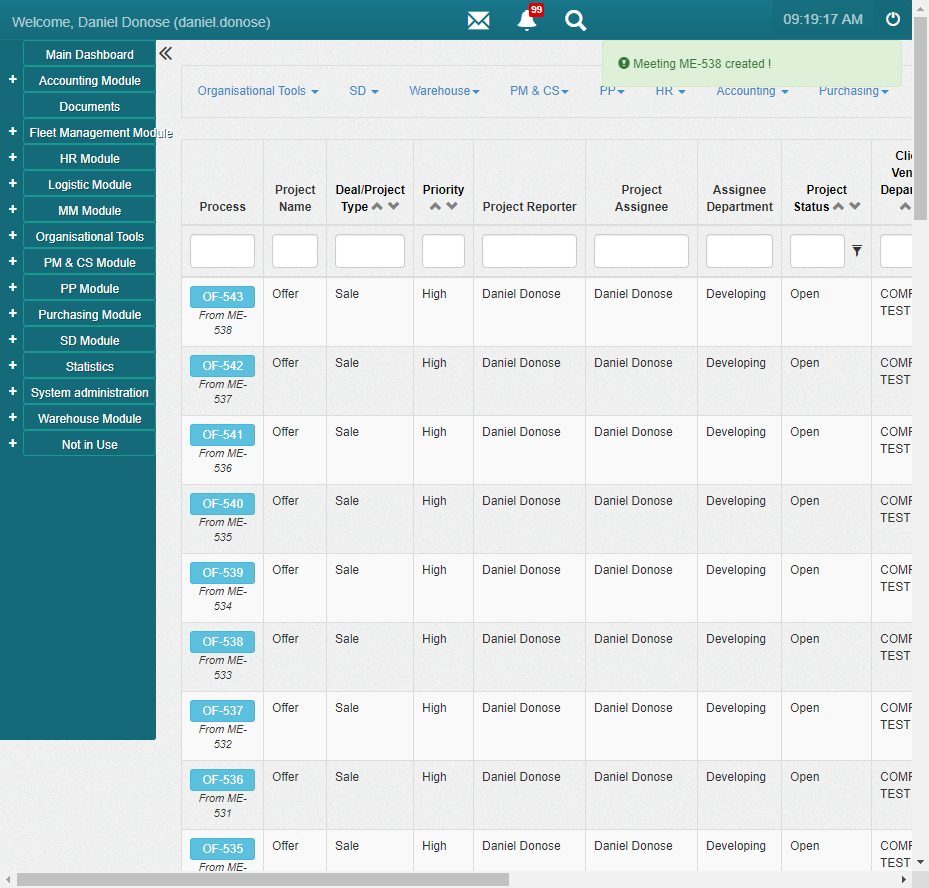 Welcome, Daniel Donose (daniel.donose)
99
09:19:17 AM
Main Dashboard
+ Accounting Module
Documents
+ Fleet Management Module
+ HR Module
+ Logistic Module
+ MM Module
+ Organisational Tools
+ PM & CS Module
+ PP Module
+ Purchasing Module
+ SD Module
+ Statistics
+ System administration
+ Warehouse Module
+ Not in Use
Meeting ME-538 created !
Organisational Tools SD Warehouse PM & CS PP HR Accounting Purchasing
Process
Project
Name
Deal/Project
Type
Priority
Project Reporter
Project
Assignee
Assignee
Department
Project
Status
Cli
Ven
Depar
OF-543 Offer Sale High Daniel Donose Daniel Donose Developing Open COMP
From ME- TEST
538
OF-542 Offer Sale High Daniel Donose Daniel Donose Developing Open COMP
From ME- TEST
537
OF-541 Offer Sale High Daniel Donose Daniel Donose Developing Open COMP
From ME- TEST
536
OF-540 Offer Sale High Daniel Donose Daniel Donose Developing Open COMP
From ME- TEST
535
OF-539 Offer Sale High Daniel Donose Daniel Donose Developing Open COMP
From ME- TEST
534
OF-538 Offer Sale High Daniel Donose Daniel Donose Developing Open COMP
From ME- TEST
533
OF-537 Offer Sale High Daniel Donose Daniel Donose Developing Open COMP
From ME- TEST
532
OF-536 Offer Sale High Daniel Donose Daniel Donose Developing Open COMP
From ME- TEST
531
OF-535 Offer Sale High Daniel Donose Daniel Donose Developing Open COMP
From ME- TEST